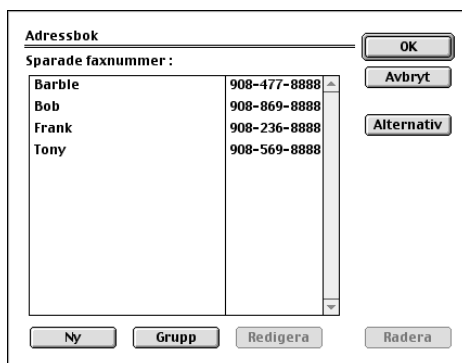 Adressbok
OK
Sparade faxnummer :
Avbryt
Barble 908-477-8888
Bob 908-869-8888
Frank 908-236-8888
Alternativ
Tony 908-569-8888
Ny Grupp Redigera Radera